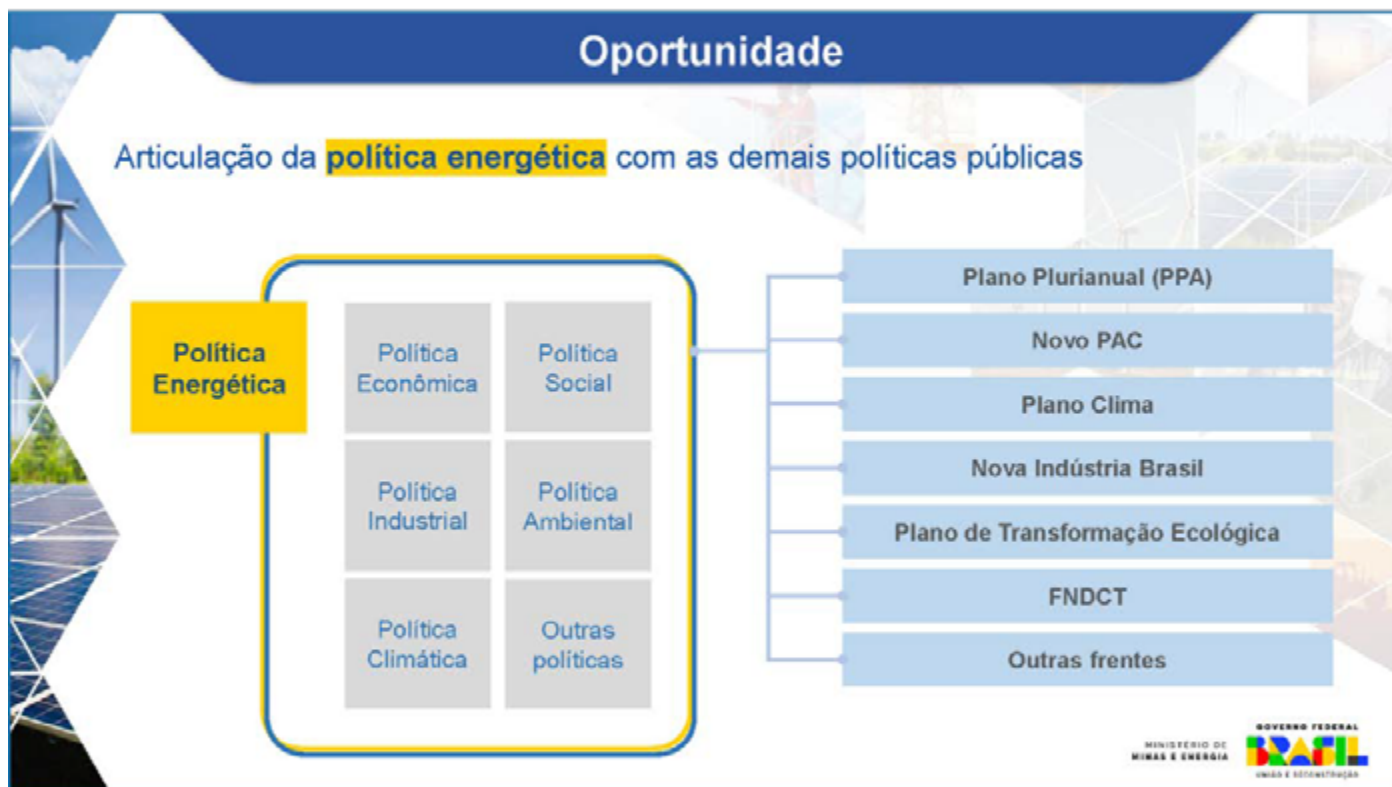 Oportunidade
Articulação da política energética com as demais políticas públicas
Política
Energética
Política
Econômica
Política
Social
Política
Industrial
Política
Ambiental
Política
Climática
Outras
políticas
Plano Plurianual (PPA)
Novo PAC
Plano Clima
Nova Indústria Brasil
Plano de Transformação Ecológica
FNDCT
Outras frentes
MINISTÉRIO DE
MINAS E ENERGIA
GOVERNO FEDERAL
BRASIL
UNIÃO E RECONSTRUÇÃO